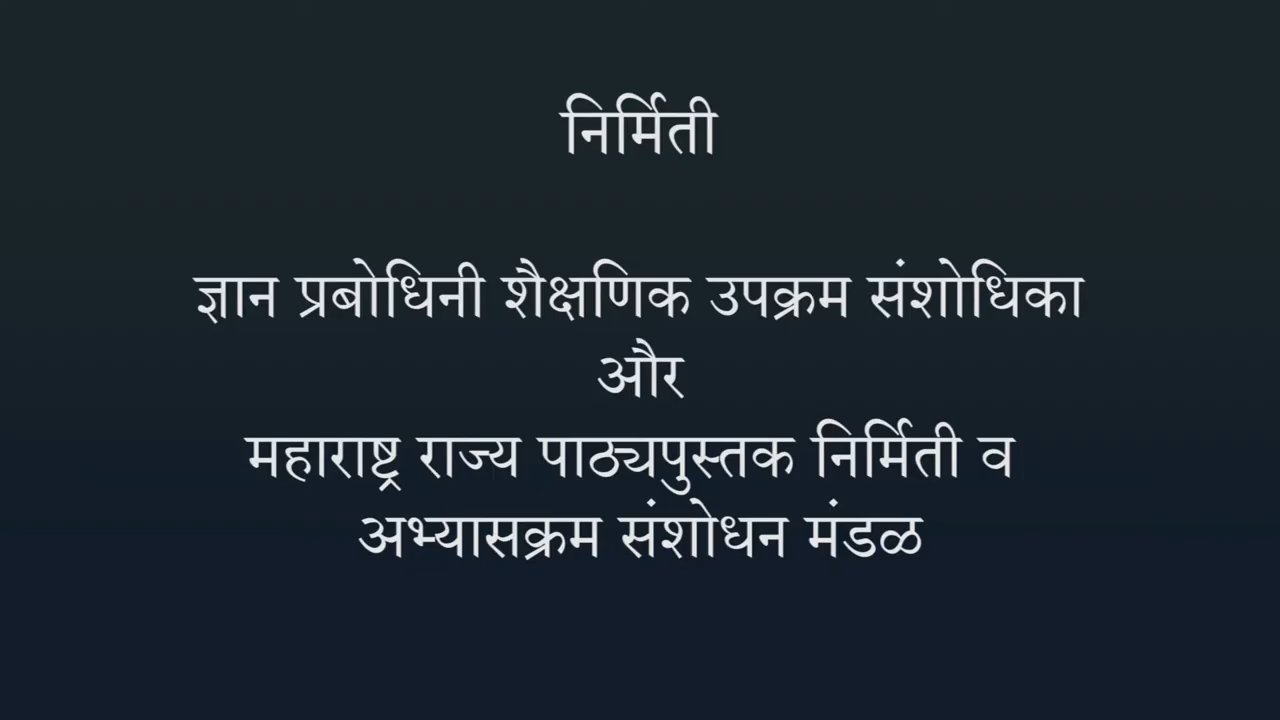 निर्मिती
ज्ञान प्रबोधिनी शैक्षणिक उपक्रम संशोधिका
और
महाराष्ट्र राज्य पाठ्यपुस्तक निर्मिती व
अभ्यासक्रम संशोधन मंडळ